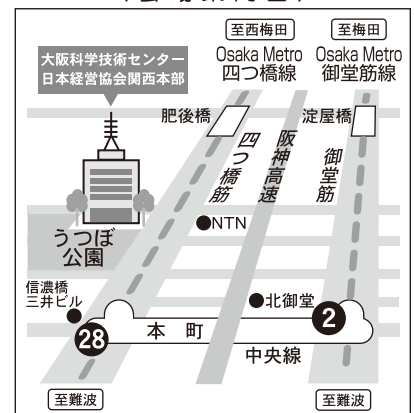 至西梅田
至梅田
Osaka Metro
四つ橋線
Osaka Metro
御堂筋線
大阪科学技術センター
日本経営協会関西本部
肥後橋
淀屋橋
四つ橋筋
阪神高速
御堂筋
NTN
うつぼ
公園
信濃橋
三井ビル
北御堂
2
28
本町
中央線
至難波
至難波